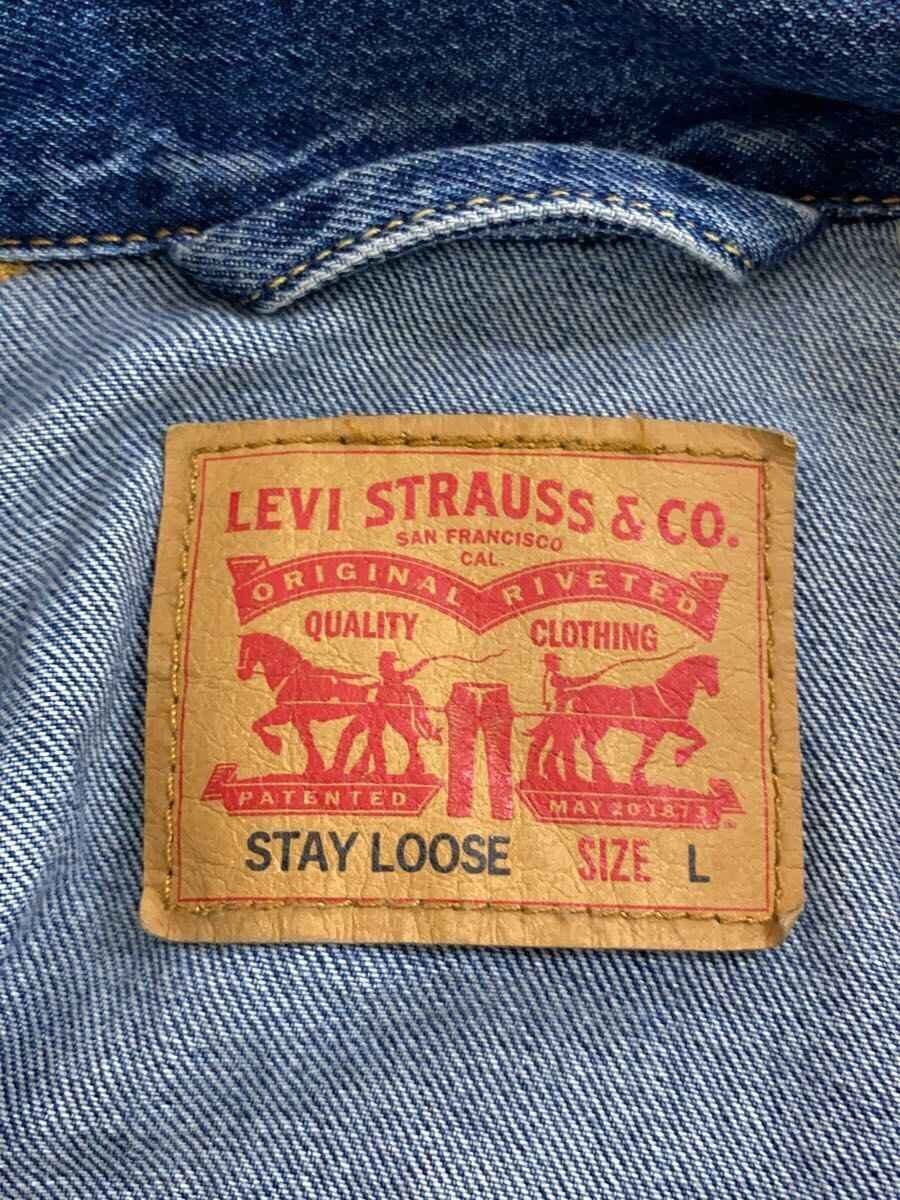 LEVI STRAUSS & CO.
SAN FRANCISCO
CAL.
ORIGINAL RIVETED
QUALITY CLOTHING
PATENTED MAY 20 1873
STAY LOOSE SIZE L